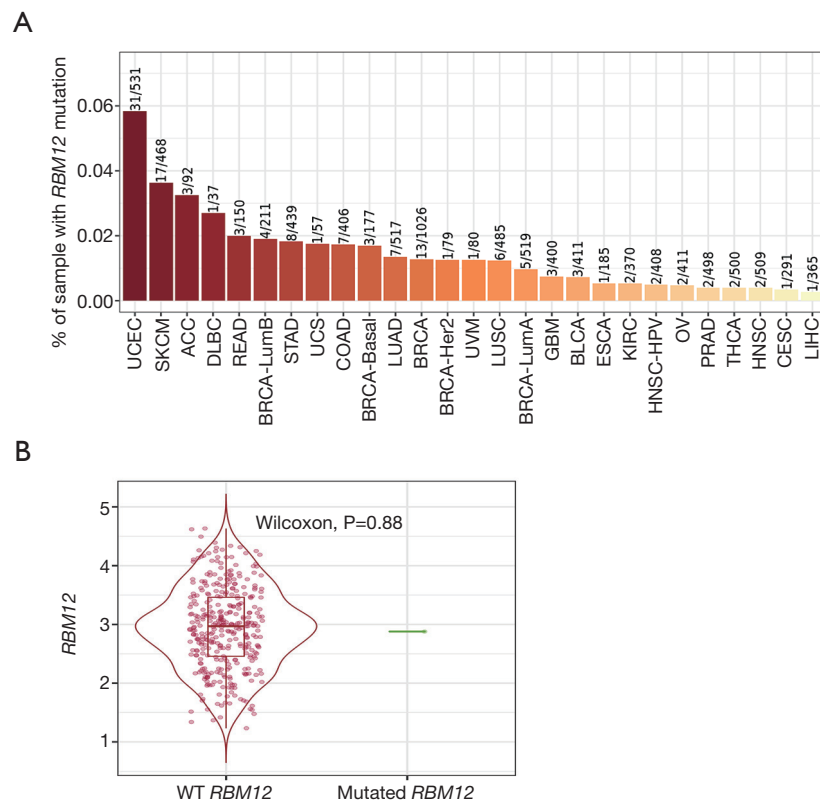 A
% of sample with RBM12 mutation
0.06
0.04
0.02
0.00
31/531
17/468
3/92
1/37
3/150
4/211
8/439
1/57
7/406
3/177
7/517
13/1026
1/79
1/80
6/485
5/519
3/400
3/411
1/185
2/370
2/408
2/411
2/498
2/500
2/509
1/291
1/365
UCEC
SKCM
ACC
DLBC
READ
BRCA-LumB
STAD
UCS
COAD
BRCA-Basal
LUAD
BRCA
BRCA-Her2
UVM
LUSC
BRCA-LumA
GBM
BLCA
ESCA
KIRC
HNSC-HPV
OV
PRAD
THCA
HNSC
CESC
LIHC
B
RBM12
5
4
3
2
1
Wilcoxon, P=0.88
WT RBM12
Mutated RBM12